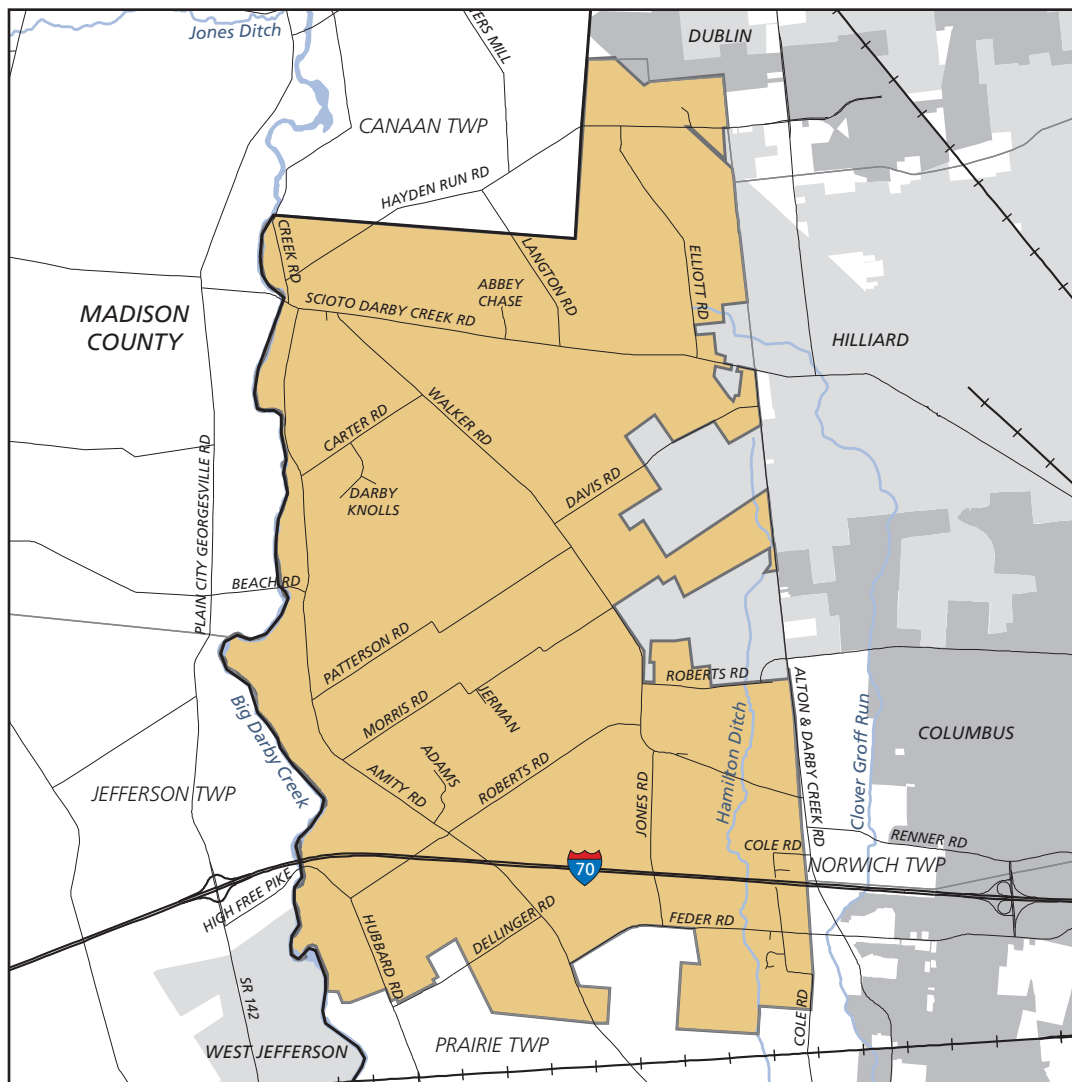 Jones Ditch
ERS MILL
DUBLIN
CANAAN TWP
HAYDEN RUN RD
CREEK RD
LANGTON RD
ELLIOTT RD
ABBEY
CHASE
SCIOTO DARBY CREEK RD
MADISON
COUNTY
HILLIARD
WALKER RD
CARTER RD
PLAIN CITY GEORGESVILLE RD
DARBY
KNOLLS
DAVIS RD
BEACH RD
PATTERSON RD
ROBERTS RD
MORRIS RD
JERMAN
ALTON & DARBY CREEK RD
Big Darby Creek
Hamilton Ditch
Clover Groff Run
COLUMBUS
ADAMS
AMITY RD
ROBERTS RD
JEFFERSON TWP
JONES RD
RENNER RD
COLE RD
NORWICH TWP
70
HIGH FREE PIKE
HUBBARD RD
DELLINGER RD
FEDER RD
SR 142
COLE RD
WEST JEFFERSON
PRAIRIE TWP